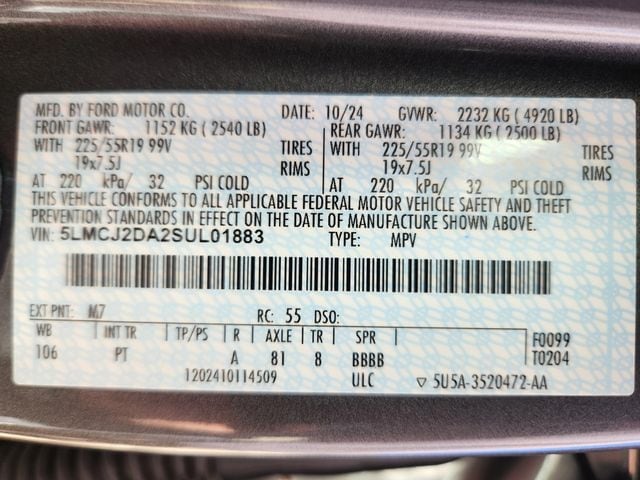 MFD. BY FORD MOTOR CO. DATE: 10/24 GVWR: 2232 KG ( 4920 LB)
FRONT GAWR: 1152 KG ( 2540 LB) REAR GAWR: 1134 KG ( 2500 LB)
WITH 225/55R19 99V TIRES WITH 225/55R19 99V TIRES
19x7.5J RIMS 19x7.5J RIMS
AT 220 kPa/ 32 PSI COLD AT 220 kPa/ 32 PSI COLD
THIS VEHICLE CONFORMS TO ALL APPLICABLE FEDERAL MOTOR VEHICLE SAFETY AND THEFT
PREVENTION STANDARDS IN EFFECT ON THE DATE OF MANUFACTURE SHOWN ABOVE.
VIN: 5LMCJ2DA2SUL01883 TYPE: MPV
EXT PNT: M7 RC: 55 DSO:
WB INT TR TP/PS R AXLE TR SPR F0099
106 PT A 81 8 BBBB T0204
1202410114509 ULC ▽ 5U5A-3520472-AA